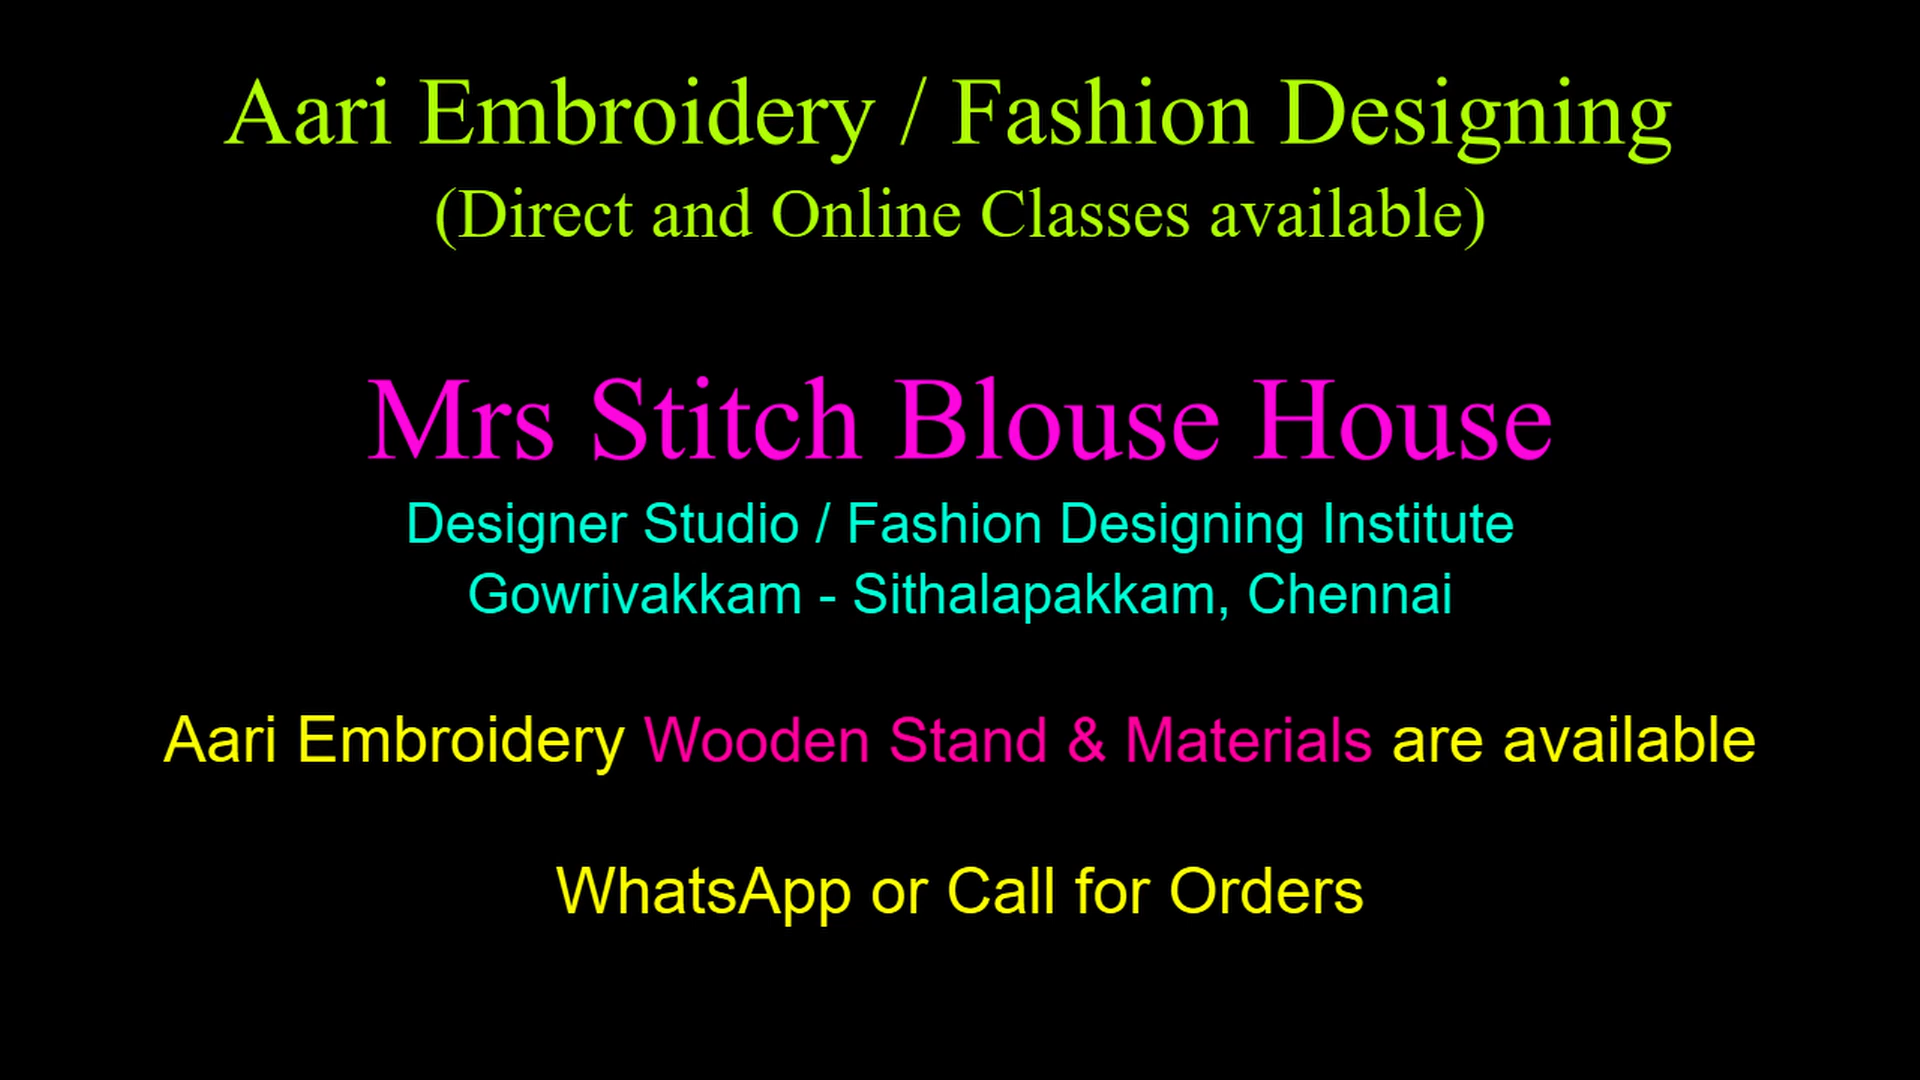 Aari Embroidery / Fashion Designing
(Direct and Online Classes available)
Mrs Stitch Blouse House
Designer Studio / Fashion Designing Institute
Gowrivakkam - Sithalapakkam, Chennai
Aari Embroidery Wooden Stand & Materials are available
WhatsApp or Call for Orders